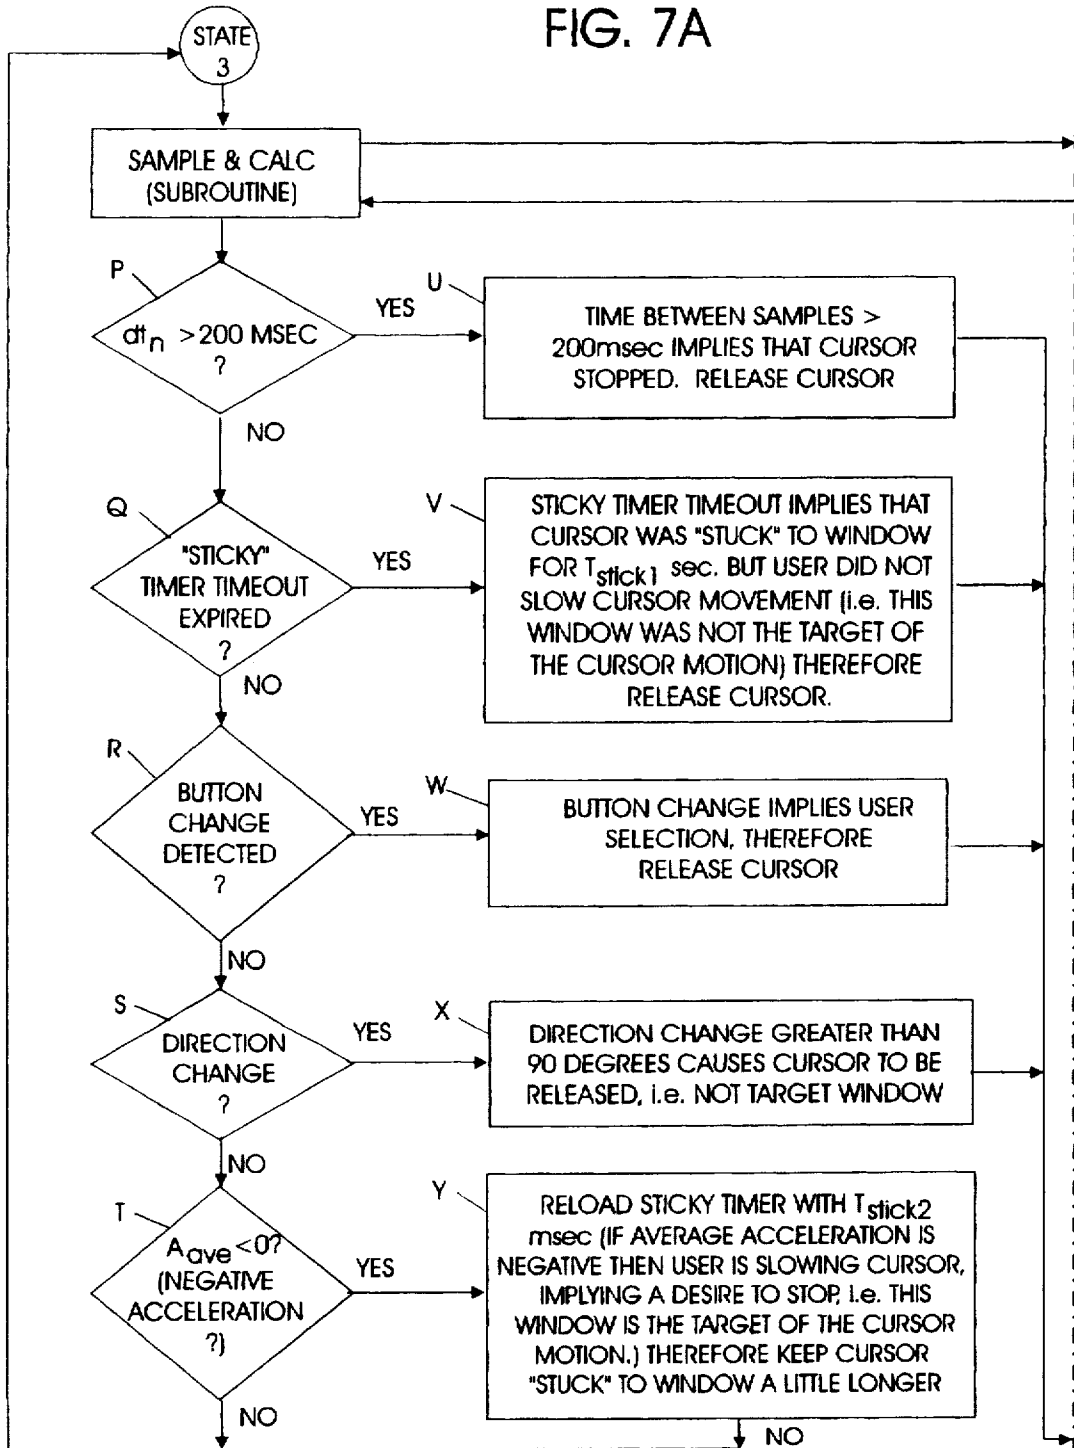 FIG. 7A
STATE
3
SAMPLE & CALC
(SUBROUTINE)
P
dtn >200 MSEC
?
YES
NO
U
TIME BETWEEN SAMPLES >
200msec IMPLIES THAT CURSOR
STOPPED. RELEASE CURSOR
Q
"STICKY"
TIMER TIMEOUT
EXPIRED
?
YES
NO
V
STICKY TIMER TIMEOUT IMPLIES THAT
CURSOR WAS "STUCK" TO WINDOW
FOR Tstick1 sec. BUT USER DID NOT
SLOW CURSOR MOVEMENT (i.e. THIS
WINDOW WAS NOT THE TARGET OF
THE CURSOR MOTION) THEREFORE
RELEASE CURSOR.
R
BUTTON
CHANGE
DETECTED
?
YES
NO
W
BUTTON CHANGE IMPLIES USER
SELECTION, THEREFORE
RELEASE CURSOR
S
DIRECTION
CHANGE
?
YES
NO
X
DIRECTION CHANGE GREATER THAN
90 DEGREES CAUSES CURSOR TO BE
RELEASED, i.e. NOT TARGET WINDOW
T
Aave <0?
(NEGATIVE
ACCELERATION
?)
YES
NO
Y
RELOAD STICKY TIMER WITH Tstick2
msec (IF AVERAGE ACCELERATION IS
NEGATIVE THEN USER IS SLOWING CURSOR,
IMPLYING A DESIRE TO STOP, i.e. THIS
WINDOW IS THE TARGET OF THE CURSOR
MOTION.) THEREFORE KEEP CURSOR
"STUCK" TO WINDOW A LITTLE LONGER
NO